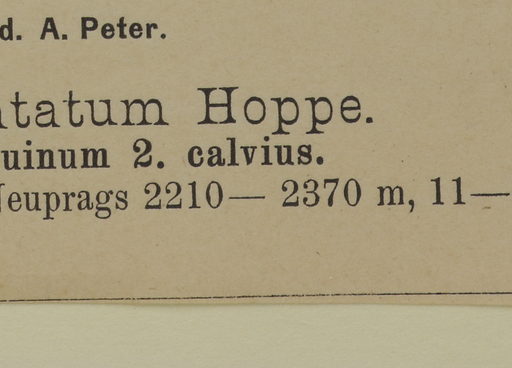 d. A. Peter.
tatum Hoppe.
uinum 2. calvius.
Neuprags 2210— 2370 m, 11—